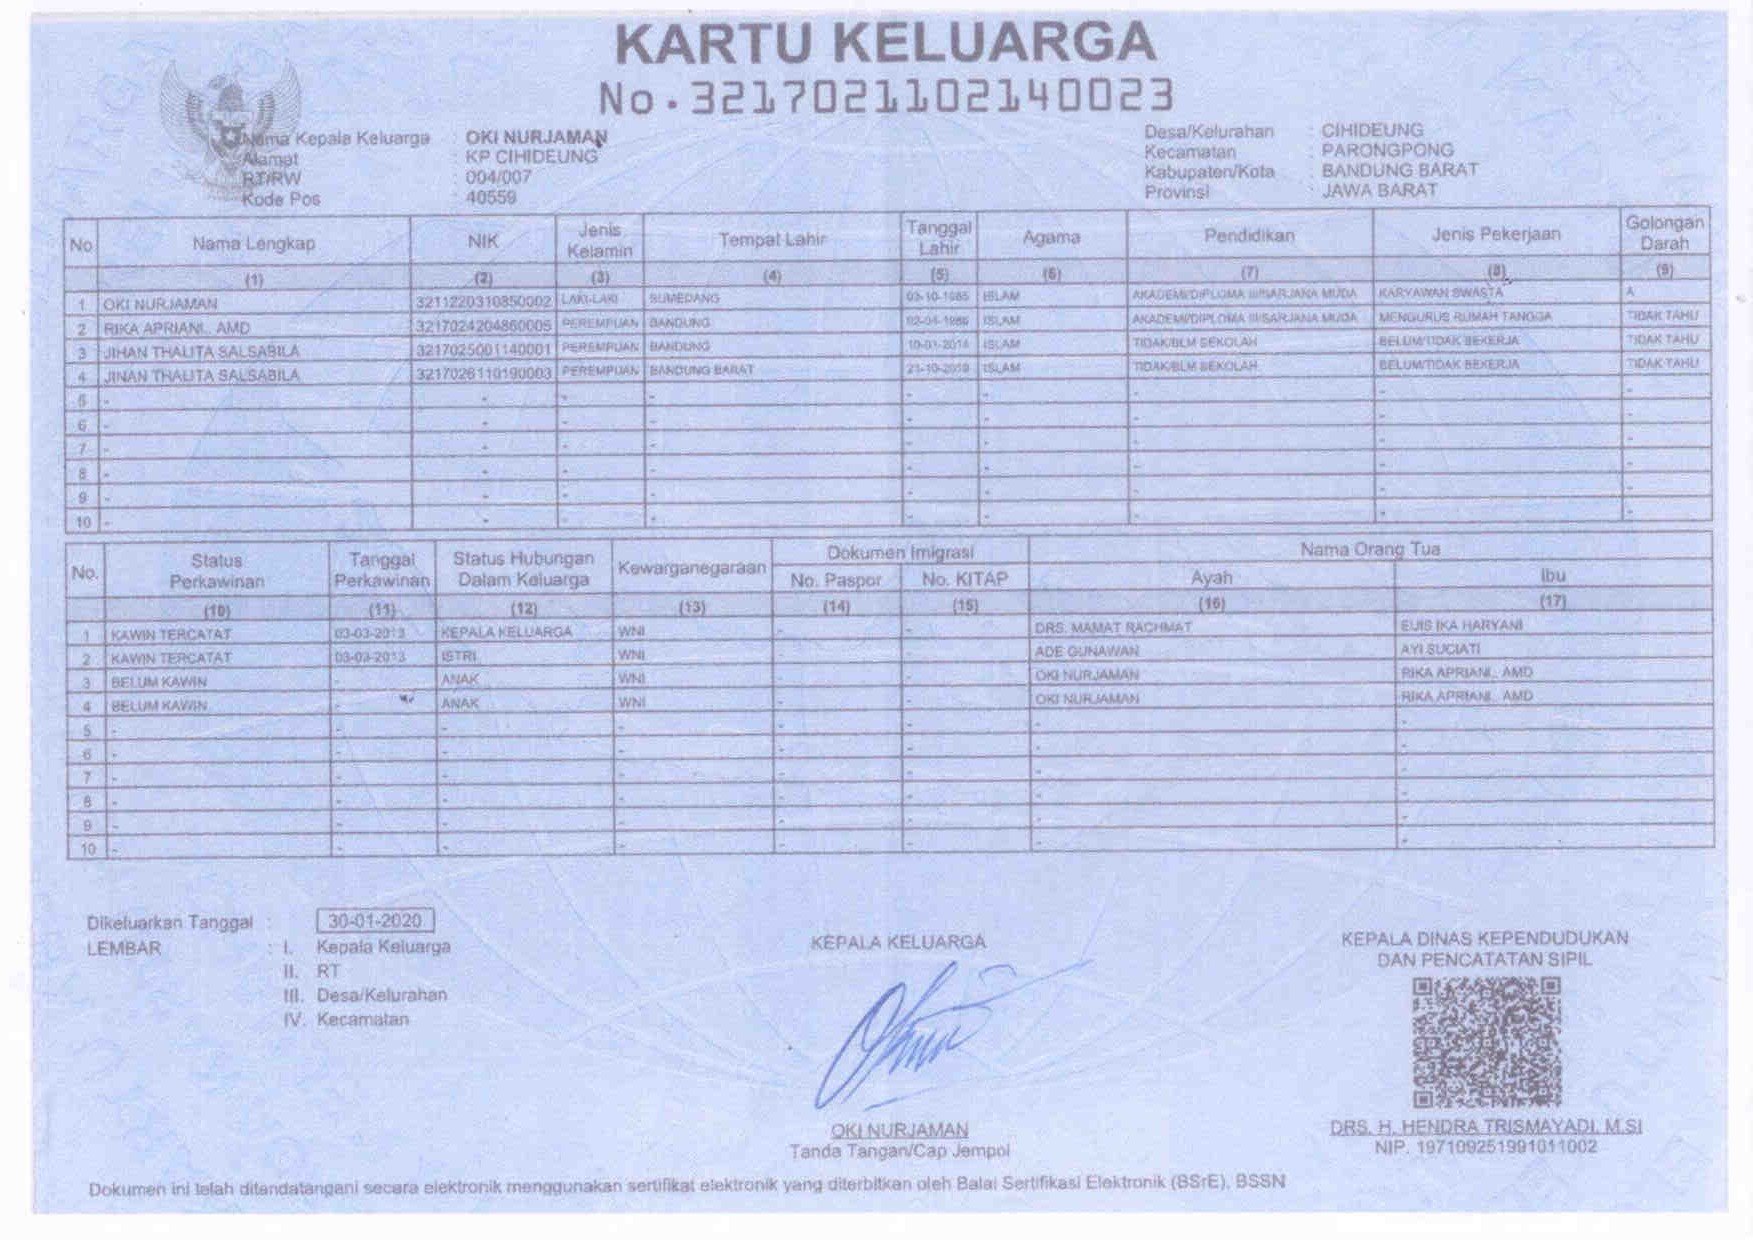 KARTU KELUARGA
No. 3217021102140023
Nama Kepala Keluarga : OKI NURJAMAN
Alamat : KP CIHIDEUNG
RT/RW : 004/007
Kode Pos : 40559
Desa/Kelurahan : CIHIDEUNG
Kecamatan : PARONGPONG
Kabupaten/Kota : BANDUNG BARAT
Provinsi : JAWA BARAT
No Nama Lengkap NIK Jenis Kelamin Tempat Lahir Tanggal Lahir Agama Pendidikan Jenis Pekerjaan Golongan Darah
(1) (2) (3) (4) (5) (6) (7) (8) (9)
1 OKI NURJAMAN 3211220310850002 LAKI-LAKI SUMEDANG 03-10-1985 ISLAM AKADEMI/DIPLOMA III/SARJANA MUDA KARYAWAN SWASTA A
2 RIKA APRIANI, AMD 3217024204860005 PEREMPUAN BANDUNG 02-04-1986 ISLAM AKADEMI/DIPLOMA III/SARJANA MUDA MENGURUS RUMAH TANGGA TIDAK TAHU
3 JIHAN THALITA SALSABILA 3217025001140001 PEREMPUAN BANDUNG 10-01-2014 ISLAM TIDAK/BLM SEKOLAH BELUM/TIDAK BEKERJA TIDAK TAHU
4 JINAN THALITA SALSABILA 3217026110190003 PEREMPUAN BANDUNG BARAT 21-10-2019 ISLAM TIDAK/BLM SEKOLAH BELUM/TIDAK BEKERJA TIDAK TAHU
5 - - - - - - - - -
6 - - - - - - - - -
7 - - - - - - - - -
8 - - - - - - - - -
9 - - - - - - - - -
10 - - - - - - - - -
No. Status Perkawinan Tanggal Perkawinan Status Hubungan Dalam Keluarga Kewarganegaraan Dokumen Imigrasi Nama Orang Tua
No. Paspor No. KITAP Ayah Ibu
(10) (11) (12) (13) (14) (15) (16) (17)
1 KAWIN TERCATAT 03-03-2013 KEPALA KELUARGA WNI - - DRS. MAMAT RACHMAT EUIS IKA HARYANI
2 KAWIN TERCATAT 03-03-2013 ISTRI WNI - - ADE GUNAWAN AYI SUCIATI
3 BELUM KAWIN - ANAK WNI - - OKI NURJAMAN RIKA APRIANI, AMD
4 BELUM KAWIN - ANAK WNI - - OKI NURJAMAN RIKA APRIANI, AMD
5 - - - - - - - -
6 - - - - - - - -
7 - - - - - - - -
8 - - - - - - - -
9 - - - - - - - -
10 - - - - - - - -
Dikeluarkan Tanggal : 30-01-2020
LEMBAR : I. Kepala Keluarga
II. RT
III. Desa/Kelurahan
IV. Kecamatan
KEPALA KELUARGA
OKI NURJAMAN
Tanda Tangan/Cap Jempol
KEPALA DINAS KEPENDUDUKAN
DAN PENCATATAN SIPIL
DRS. H. HENDRA TRISMAYADI, M.SI
NIP. 197109251991011002
Dokumen ini telah ditandatangani secara elektronik menggunakan sertifikat elektronik yang diterbitkan oleh Balai Sertifikasi Elektronik (BSrE), BSSN